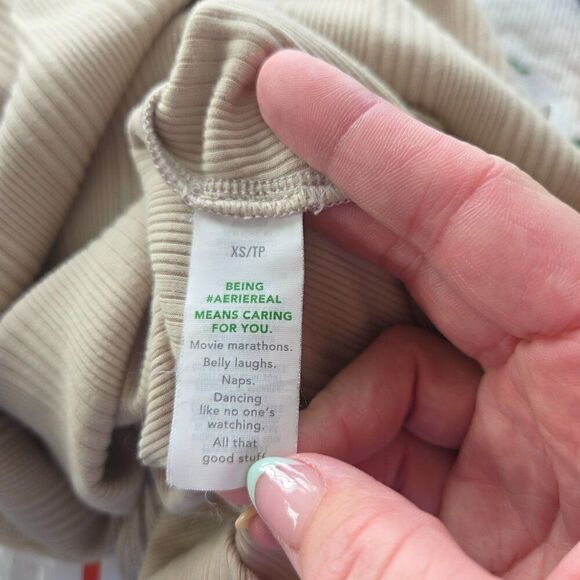 XS/TP
BEING
#AERIEREAL
MEANS CARING
FOR YOU.
Movie marathons.
Belly laughs.
Naps.
Dancing
like no one's
watching.
All that
good stuff